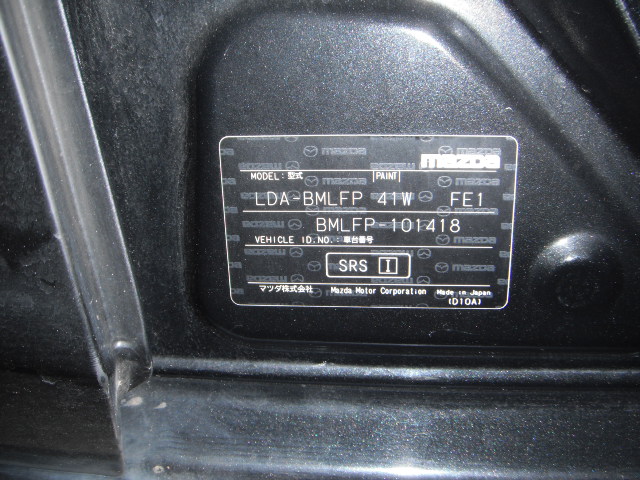 mazda
MODEL:型式 PAINT
LDA-BMLFP 41W FE1
BMLFP-101418
VEHICLE ID.NO.:車台番号
SRS I
マツダ株式会社 Mazda Motor Corporation Made in Japan
(D10A)